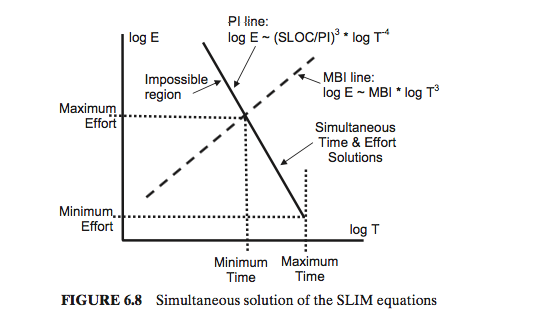 PI line:
log E ~ (SLOC/PI)³ * log T⁻⁴
log E
Impossible
region
MBI line:
log E ~ MBI * log T³
Maximum
Effort
Simultaneous
Time & Effort
Solutions
Minimum
Effort
log T
Minimum
Time
Maximum
Time
FIGURE 6.8 Simultaneous solution of the SLIM equations